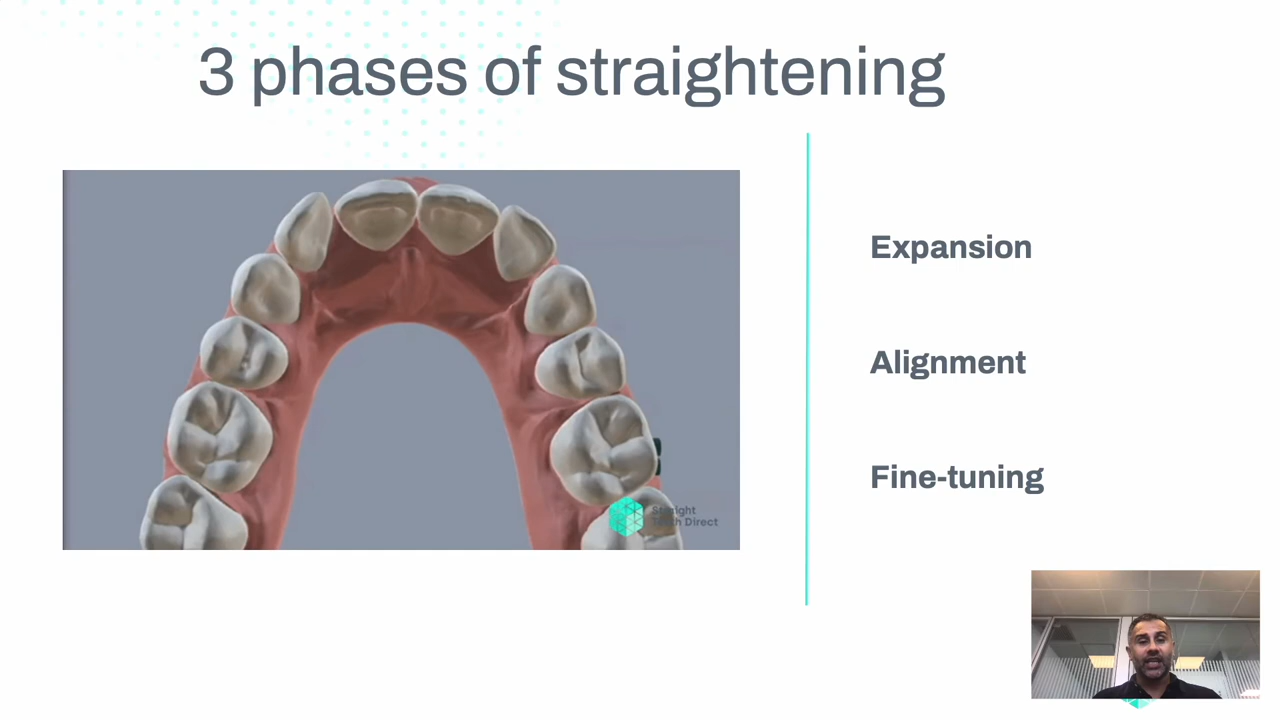 3 phases of straightening
Expansion
Alignment
Fine-tuning
Straight
Teeth Direct